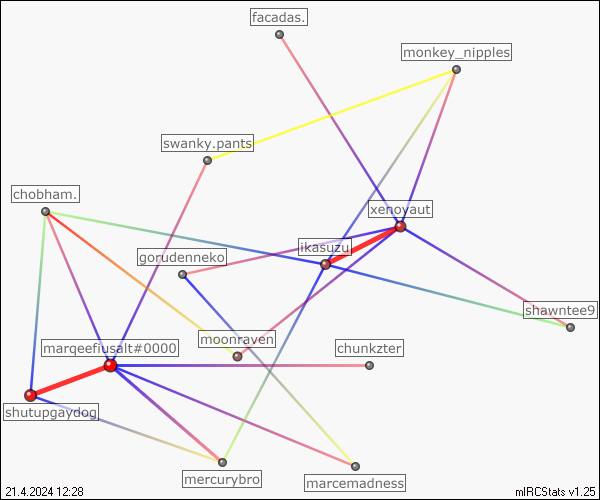 facadas.
monkey_nipples
swanky.pants
chobham.
xenoyaut
ikasuzu
gorudenneko
shawntee9
moonraven
marqeefiusalt#0000
chunkzter
shutupgaydog
mercurybro
marcemadness
21.4.2024 12:28
mIRCStats v1.25